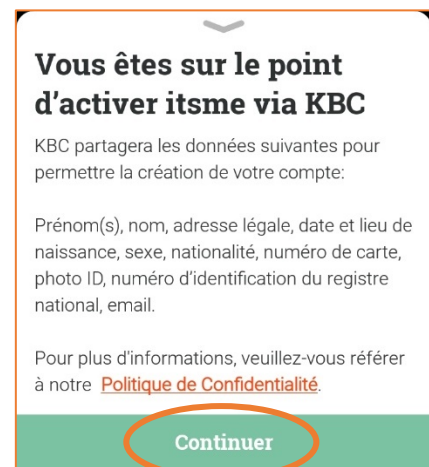 Vous êtes sur le point
d’activer itsme via KBC
KBC partagera les données suivantes pour
permettre la création de votre compte:
Prénom(s), nom, adresse légale, date et lieu de
naissance, sexe, nationalité, numéro de carte,
photo ID, numéro d’identification du registre
national, email.
Pour plus d'informations, veuillez-vous référer
à notre Politique de Confidentialité.
Continuer